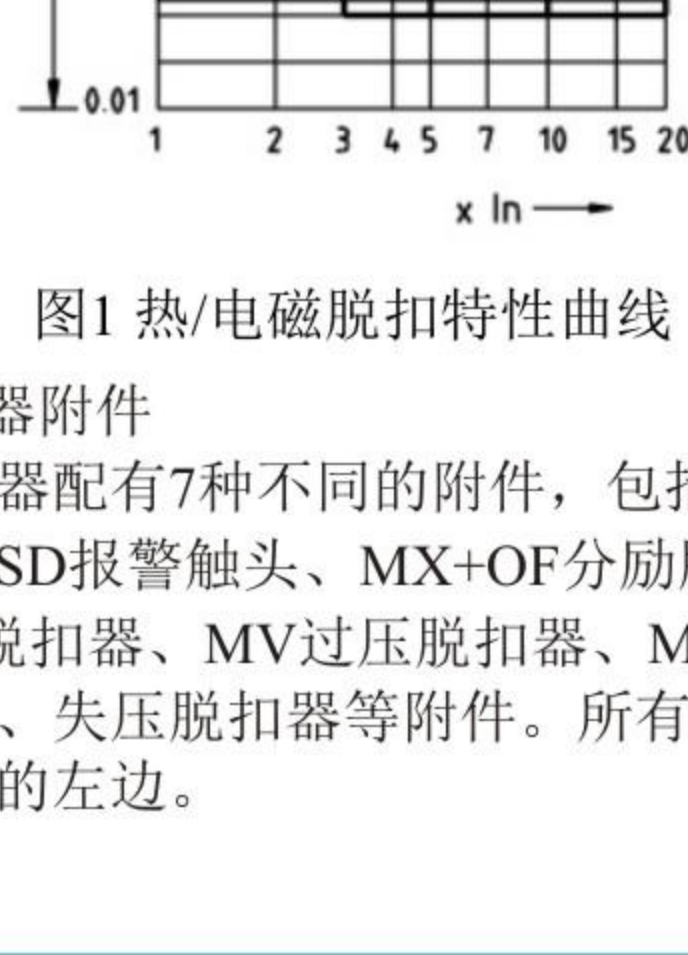 0.01
1 2 3 4 5 7 10 15 20
x In
图1 热/电磁脱扣特性曲线
器附件
器配有7种不同的附件，包
SD报警触头、MX+OF分励
脱扣器、MV过压脱扣器、M
、失压脱扣器等附件。所有
的左边。